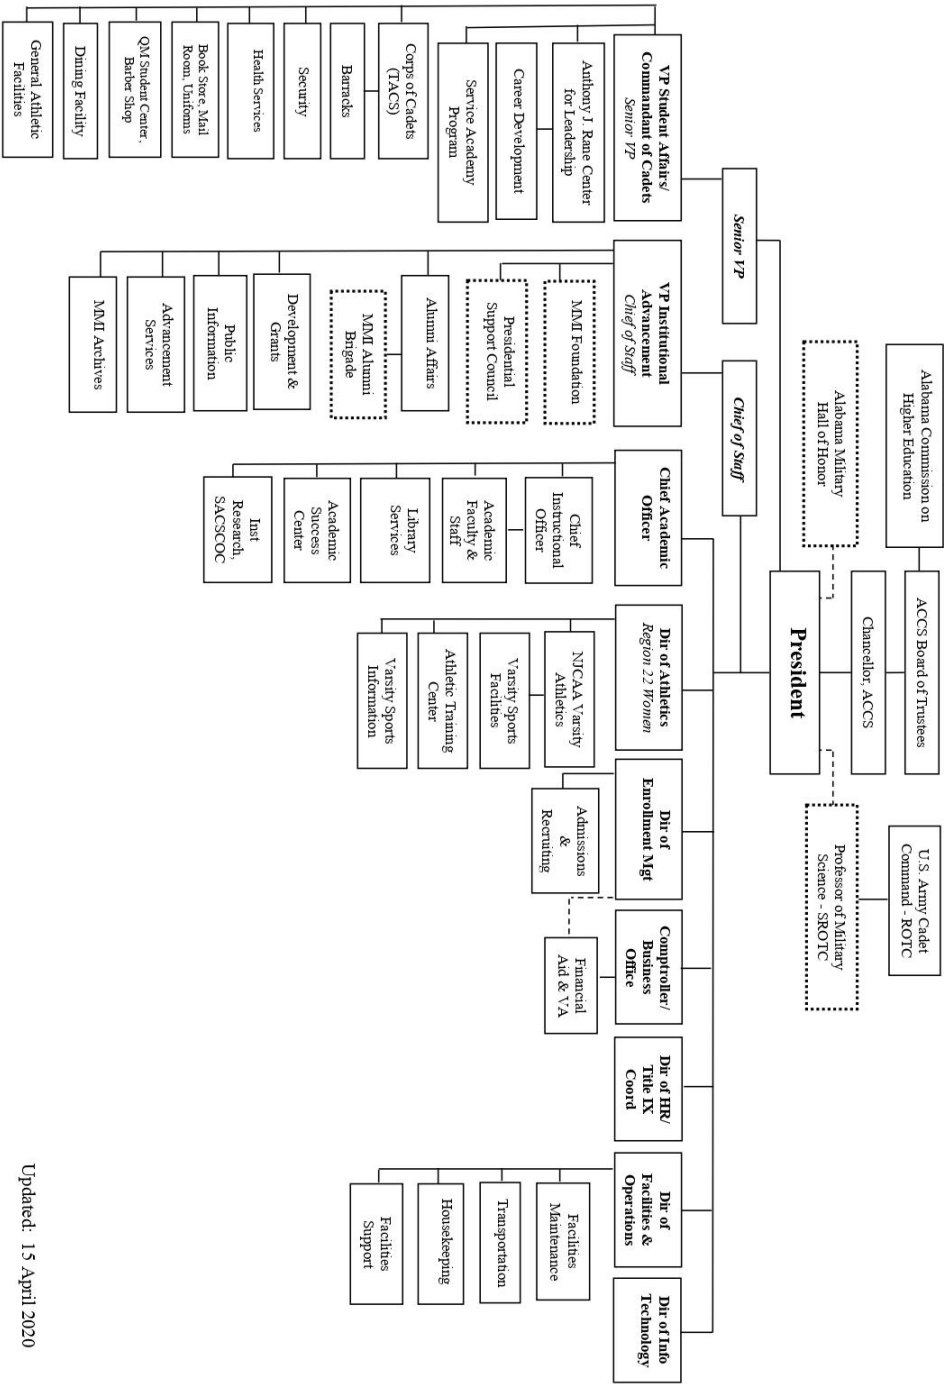 Alabama Commission on
Higher Education
ACCS Board of Trustees
U.S. Army Cadet
Command - ROTC
Chancellor, ACCS
Alabama Military
Hall of Honor
President
Professor of Military
Science - SROTC
Senior VP
Chief of Staff
VP Student Affairs/
Commandant of Cadets
Senior VP
VP Institutional
Advancement
Chief of Staff
Chief Academic
Officer
Dir of Athletics
Region 22 Women
Dir of
Enrollment Mgt
Comptroller/
Business
Office
Dir of HR/
Title IX
Coord
Dir of
Facilities &
Operations
Dir of Info
Technology
Anthony J. Rane Center
for Leadership
Career Development
Service Academy
Program
Corps of Cadets
(TACS)
Barracks
Security
Health Services
Book Store, Mail
Room, Uniforms
QM Student Center,
Barber Shop
Dining Facility
General Athletic
Facilities
MMI Foundation
Presidential
Support Council
Alumni Affairs
MMI Alumni
Brigade
Development &
Grants
Public
Information
Advancement
Services
MMI Archives
Chief
Instructional
Officer
Academic
Faculty &
Staff
Library
Services
Academic
Success
Center
Inst
Research,
SACSCOC
NJCAA Varsity
Athletics
Varsity Sports
Facilities
Athletic Training
Center
Varsity Sports
Information
Admissions
&
Recruiting
Financial
Aid & VA
Facilities
Maintenance
Transportation
Housekeeping
Facilities
Support
Updated: 15 April 2020